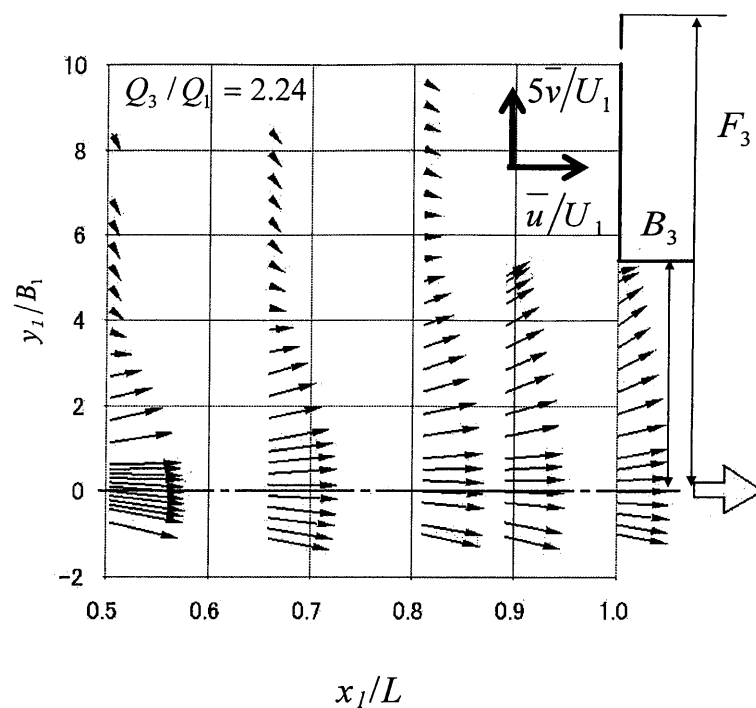 10
Q₃/Q₁ = 2.24
5v̅/U₁
F₃
8
u̅/U₁
B₃
6
y₁/B₁
4
2
0
-2
0.5 0.6 0.7 0.8 0.9 1.0
x₁/L